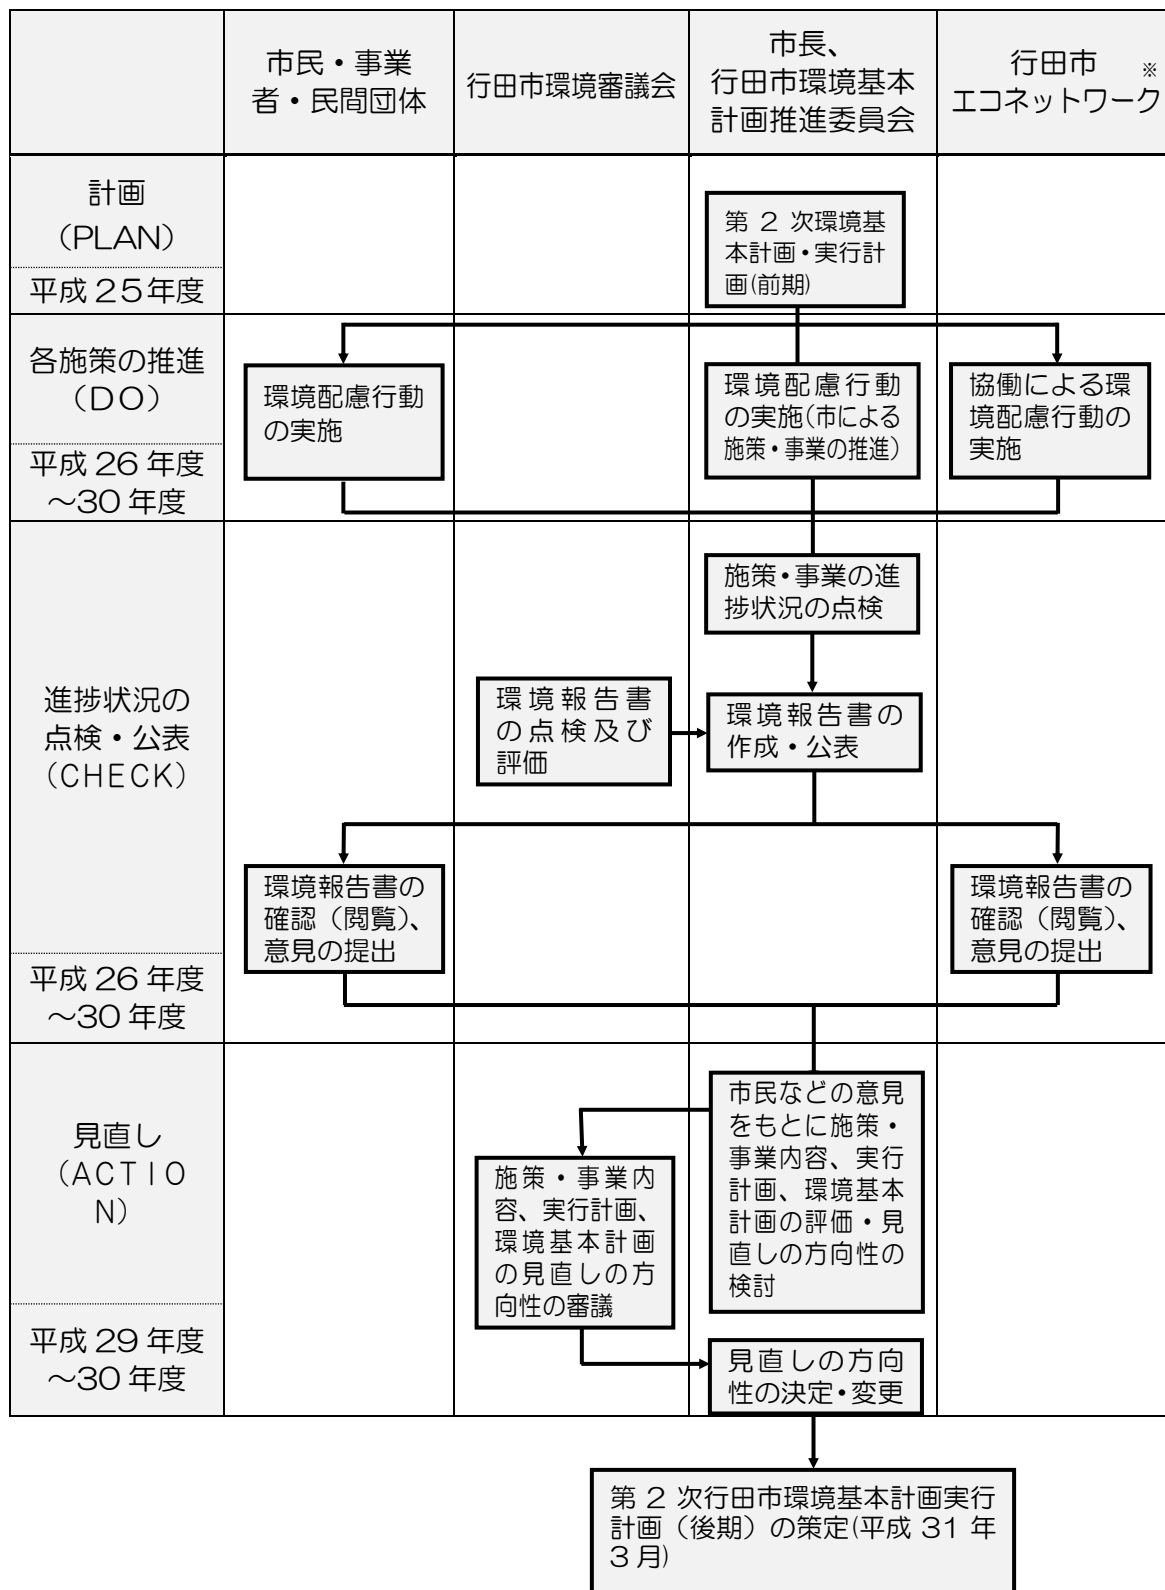 市民・事業
者・民間団体
行田市環境審議会
市長、
行田市環境基本
計画推進委員会
行田市 ※
エコネットワーク
計画
（PLAN）
平成25年度
第 2 次環境基
本計画・実行計
画(前期)
各施策の推進
（DO）
平成 26 年度
～30 年度
環境配慮行動
の実施
環境配慮行動
の実施(市による
施策・事業の推進)
協働による環
境配慮行動の
実施
進捗状況の
点検・公表
（CHECK）
平成 26 年度
～30 年度
施策・事業の進
捗状況の点検
環境報告書
の点検及び
評価
環境報告書の
作成・公表
環境報告書の
確認（閲覧）、
意見の提出
環境報告書の
確認（閲覧）、
意見の提出
見直し
（ACTIO
N）
平成 29 年度
～30 年度
市民などの意見
をもとに施策・
事業内容、実行
計画、環境基本
計画の評価・見
直しの方向性の
検討
施策・事業内
容、実行計画、
環境基本計画
の見直しの方
向性の審議
見直しの方向
性の決定・変更
第 2 次行田市環境基本計画実行
計画（後期）の策定(平成 31 年
3月)